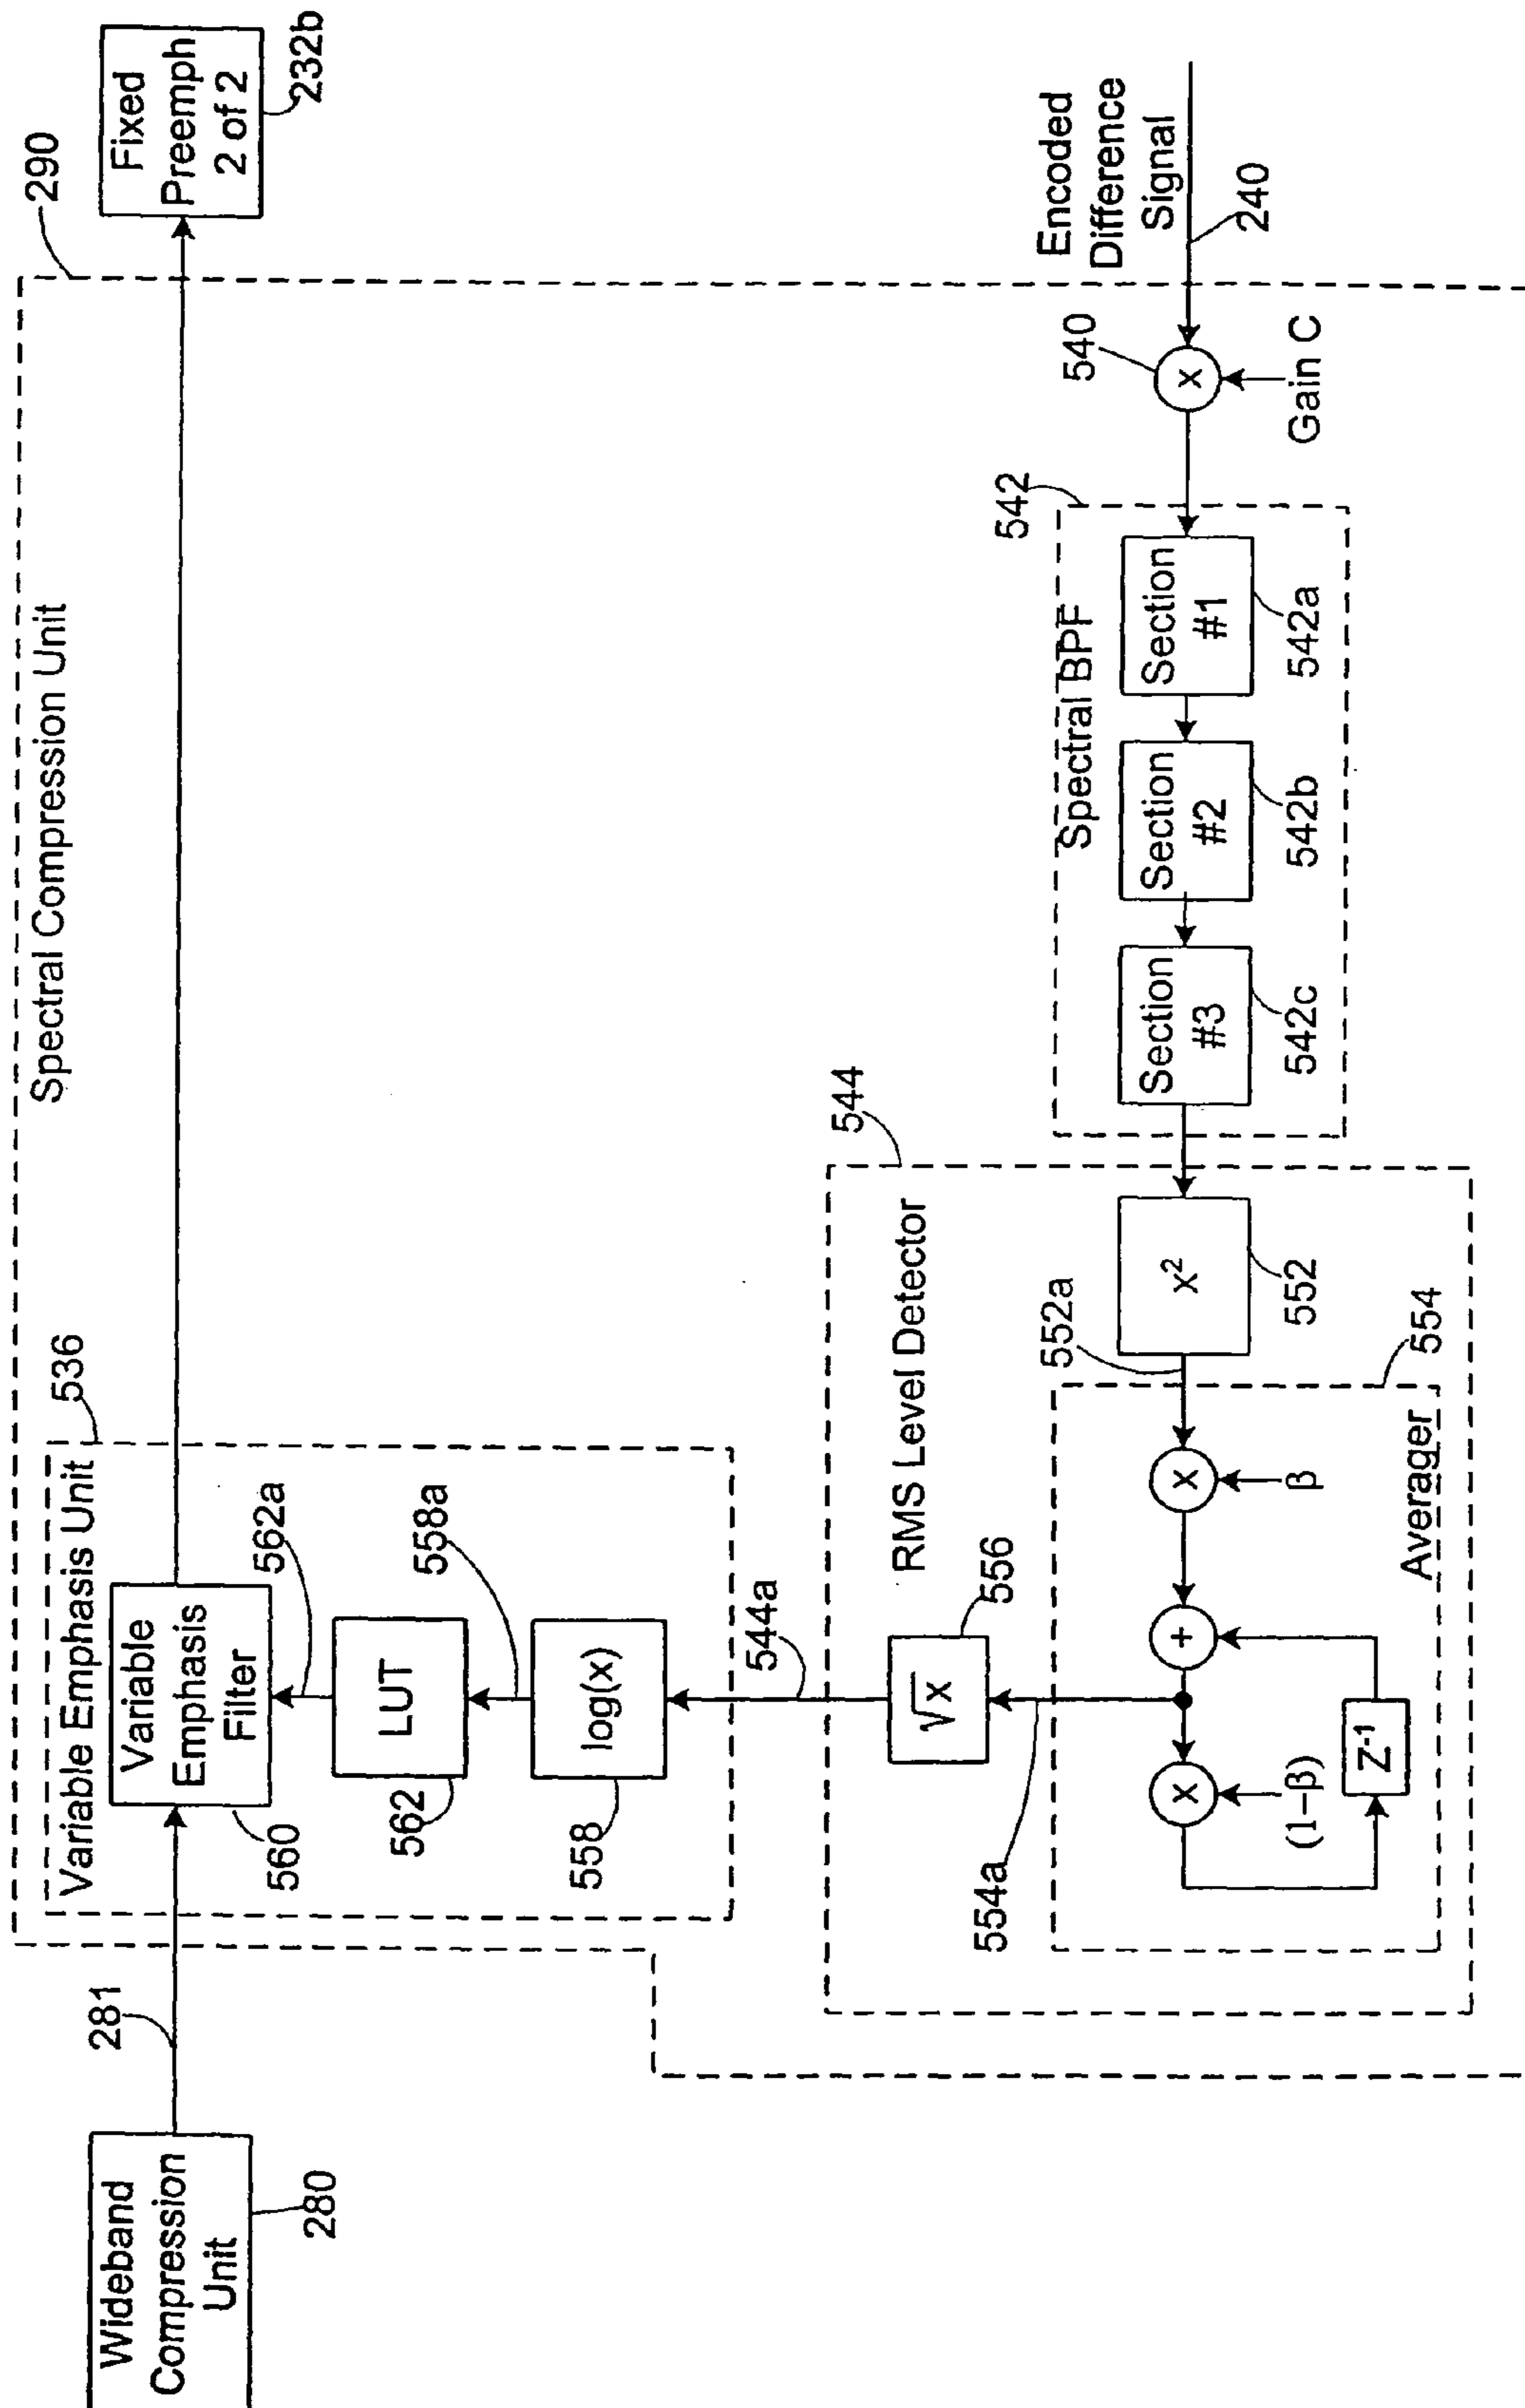 Wideband
Compression
Unit
280
281
Spectral Compression Unit
290
Variable Emphasis Unit
536
Variable
Emphasis
Filter
560
562a
LUT
562
558a
log(x)
558
544a
Fixed
Preemph
2 of 2
232b
RMS Level Detector
544
√x
556
554a
Averager
554
x
(1−β)
Z⁻¹
+
x
β
552a
x²
552
Spectral BPF
542
Section
#3
542c
Section
#2
542b
Section
#1
542a
540
x
Gain C
Encoded
Difference
Signal
240